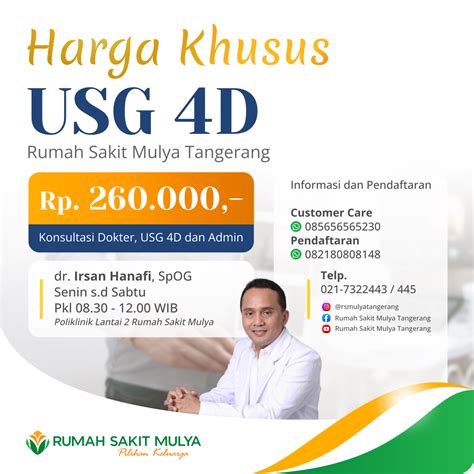 Harga Khusus
USG 4D
Rumah Sakit Mulya Tangerang
Rp. 260.000,-
Konsultasi Dokter, USG 4D dan Admin
dr. Irsan Hanafi, SpOG
Senin s.d Sabtu
Pkl 08.30 - 12.00 WIB
Poliklinik Lantai 2 Rumah Sakit Mulya
Informasi dan Pendaftaran
Customer Care
085656565230
Pendaftaran
082180808148
Telp.
021-7322443 / 445
@rsmulyatangerang
Rumah Sakit Mulya Tangerang
Rumah Sakit Mulya Tangerang
RUMAH SAKIT MULYA
Pilihan Keluarga